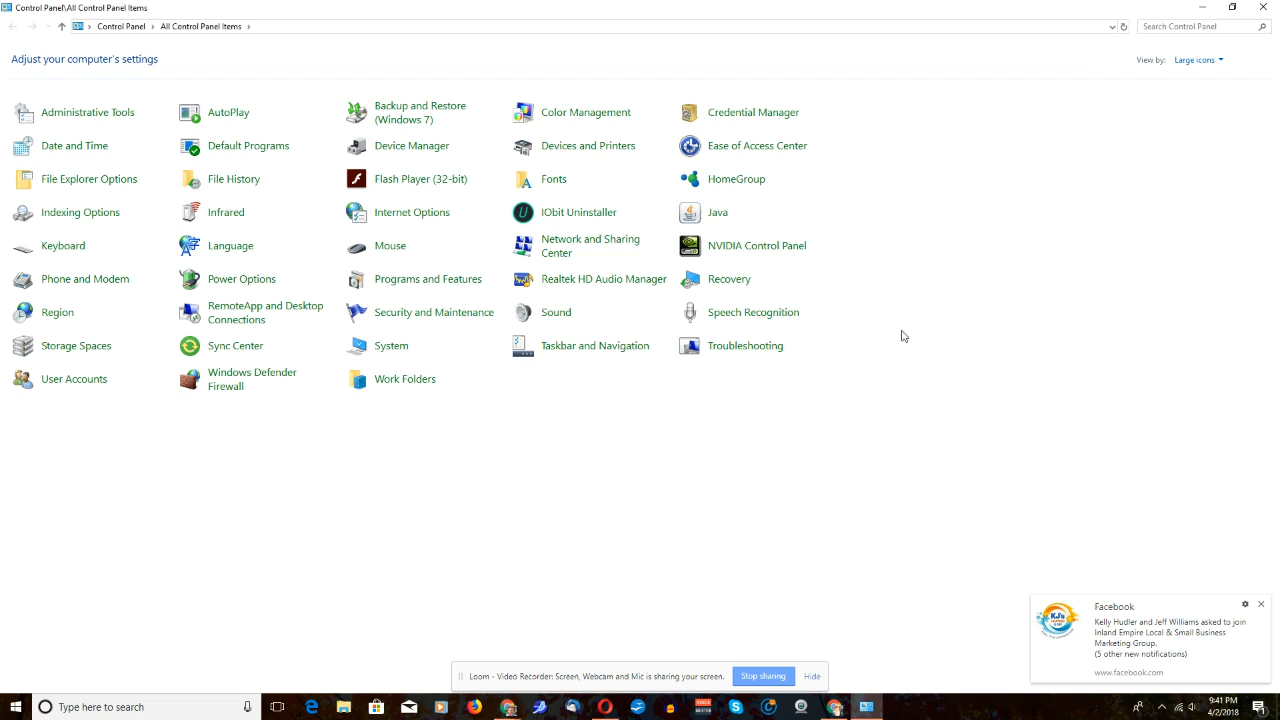 Control Panel\All Control Panel Items
Control Panel > All Control Panel Items >
Search Control Panel
Adjust your computer's settings
View by: Large icons
Administrative Tools
AutoPlay
Backup and Restore
(Windows 7)
Color Management
Credential Manager
Date and Time
Default Programs
Device Manager
Devices and Printers
Ease of Access Center
File Explorer Options
File History
Flash Player (32-bit)
Fonts
HomeGroup
Indexing Options
Infrared
Internet Options
IObit Uninstaller
Java
Keyboard
Language
Mouse
Network and Sharing
Center
NVIDIA Control Panel
Phone and Modem
Power Options
Programs and Features
Realtek HD Audio Manager
Recovery
Region
RemoteApp and Desktop
Connections
Security and Maintenance
Sound
Speech Recognition
Storage Spaces
Sync Center
System
Taskbar and Navigation
Troubleshooting
User Accounts
Windows Defender
Firewall
Work Folders
Facebook
Kelly Hudler and Jeff Williams asked to join
Inland Empire Local & Small Business
Marketing Group.
(5 other new notifications)
www.facebook.com
Loom - Video Recorder: Screen, Webcam and Mic is sharing your screen.
Stop sharing
Hide
Type here to search
9:41 PM
4/2/2018